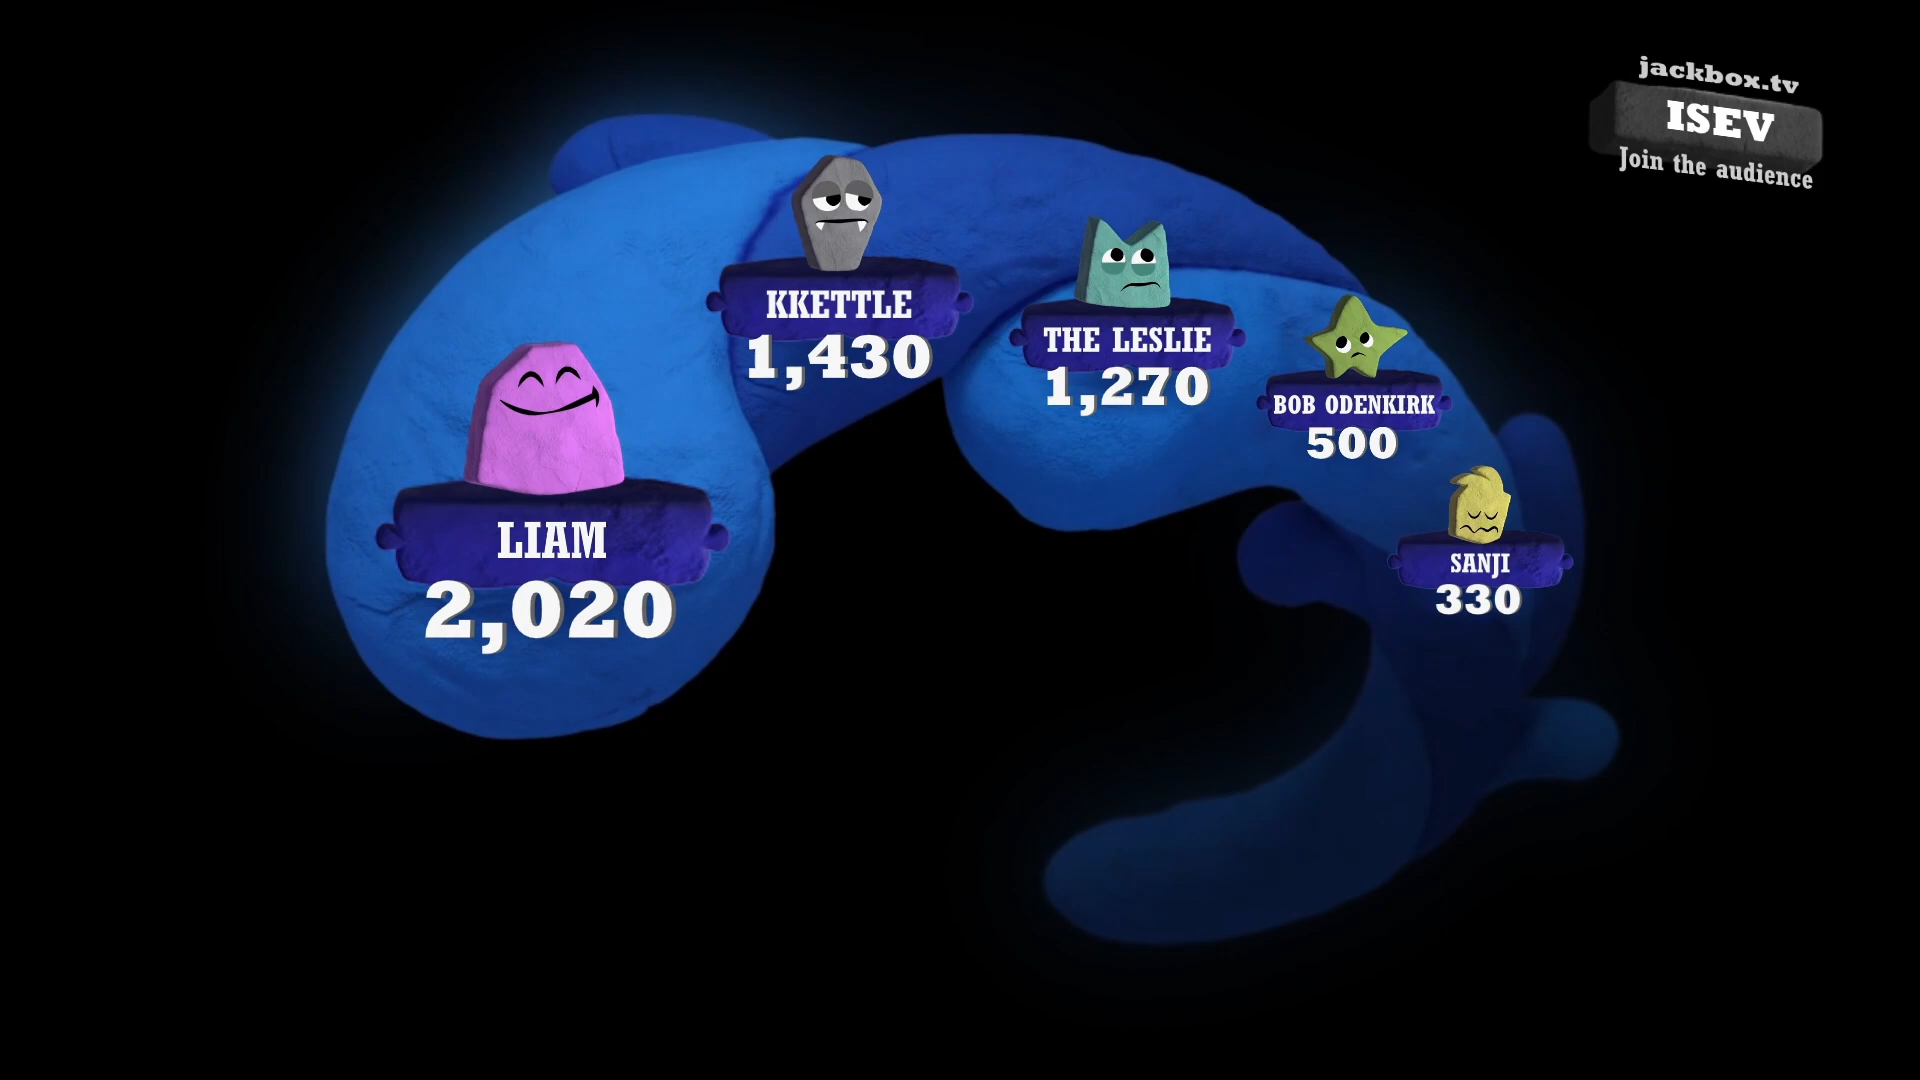 jackbox.tv
ISEV
Join the audience
KKETTLE
1,430
THE LESLIE
1,270
BOB ODENKIRK
500
LIAM
2,020
SANJI
330